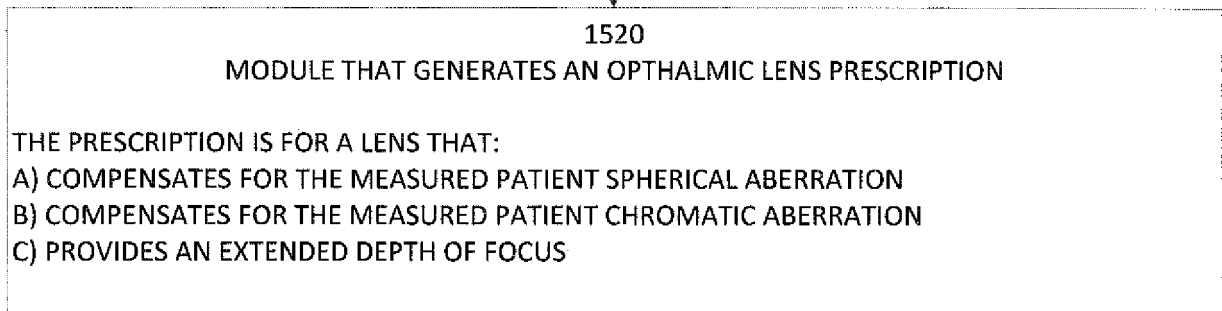 1520
MODULE THAT GENERATES AN OPTHALMIC LENS PRESCRIPTION
THE PRESCRIPTION IS FOR A LENS THAT:
A) COMPENSATES FOR THE MEASURED PATIENT SPHERICAL ABERRATION
B) COMPENSATES FOR THE MEASURED PATIENT CHROMATIC ABERRATION
C) PROVIDES AN EXTENDED DEPTH OF FOCUS